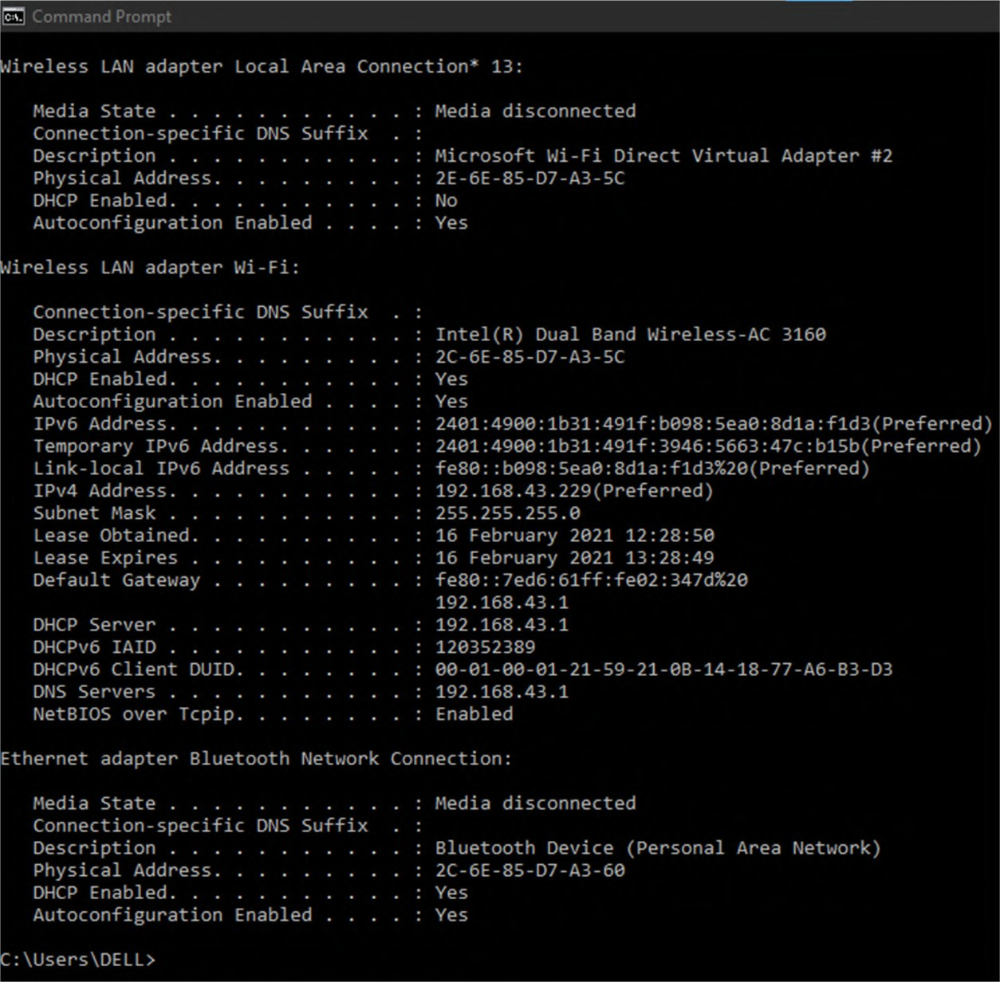 Command Prompt
Wireless LAN adapter Local Area Connection* 13:
Media State . . . . . . . . . . . : Media disconnected
Connection-specific DNS Suffix  . :
Description . . . . . . . . . . . : Microsoft Wi-Fi Direct Virtual Adapter #2
Physical Address. . . . . . . . . : 2E-6E-85-D7-A3-5C
DHCP Enabled. . . . . . . . . . . : No
Autoconfiguration Enabled . . . . : Yes
Wireless LAN adapter Wi-Fi:
Connection-specific DNS Suffix  . :
Description . . . . . . . . . . . : Intel(R) Dual Band Wireless-AC 3160
Physical Address. . . . . . . . . : 2C-6E-85-D7-A3-5C
DHCP Enabled. . . . . . . . . . . : Yes
Autoconfiguration Enabled . . . . : Yes
IPv6 Address. . . . . . . . . . . : 2401:4900:1b31:491f:b098:5ea0:8d1a:f1d3(Preferred)
Temporary IPv6 Address. . . . . . : 2401:4900:1b31:491f:3946:5663:47c:b15b(Preferred)
Link-local IPv6 Address . . . . . : fe80::b098:5ea0:8d1a:f1d3%20(Preferred)
IPv4 Address. . . . . . . . . . . : 192.168.43.229(Preferred)
Subnet Mask . . . . . . . . . . . : 255.255.255.0
Lease Obtained. . . . . . . . . . : 16 February 2021 12:28:50
Lease Expires . . . . . . . . . . : 16 February 2021 13:28:49
Default Gateway . . . . . . . . . : fe80::7ed6:61ff:fe02:347d%20
192.168.43.1
DHCP Server . . . . . . . . . . . : 192.168.43.1
DHCPv6 IAID . . . . . . . . . . . : 120352389
DHCPv6 Client DUID. . . . . . . . : 00-01-00-01-21-59-21-0B-14-18-77-A6-B3-D3
DNS Servers . . . . . . . . . . . : 192.168.43.1
NetBIOS over Tcpip. . . . . . . . : Enabled
Ethernet adapter Bluetooth Network Connection:
Media State . . . . . . . . . . . : Media disconnected
Connection-specific DNS Suffix  . :
Description . . . . . . . . . . . : Bluetooth Device (Personal Area Network)
Physical Address. . . . . . . . . : 2C-6E-85-D7-A3-60
DHCP Enabled. . . . . . . . . . . : Yes
Autoconfiguration Enabled . . . . : Yes
C:\Users\DELL>